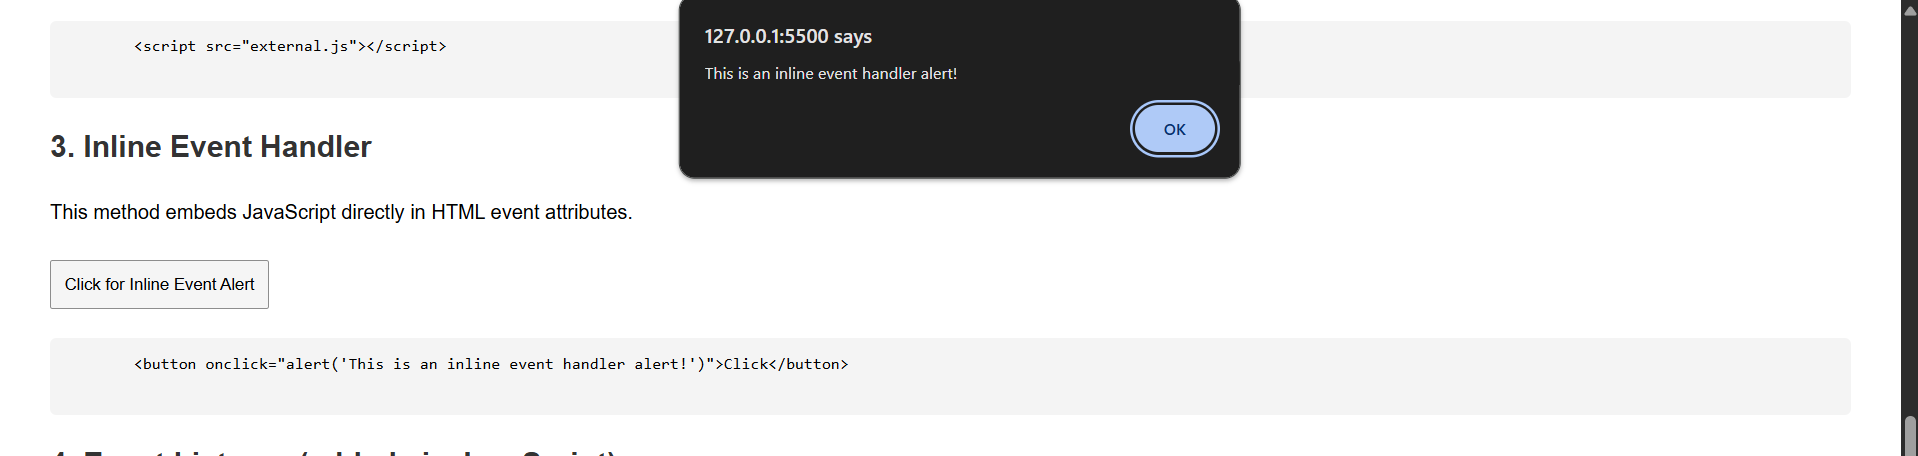 <script src="external.js"></script>
127.0.0.1:5500 says
This is an inline event handler alert!
OK
3. Inline Event Handler
This method embeds JavaScript directly in HTML event attributes.
Click for Inline Event Alert
<button onclick="alert('This is an inline event handler alert!')">Click</button>